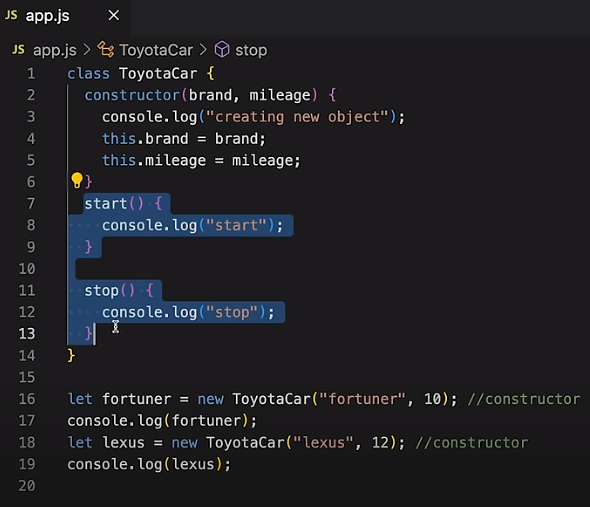 JS app.js ×
JS app.js > ToyotaCar > stop
1 class ToyotaCar {
2   constructor(brand, mileage) {
3     console.log("creating new object");
4     this.brand = brand;
5     this.mileage = mileage;
6   }
7   start() {
8     console.log("start");
9   }
10
11   stop() {
12     console.log("stop");
13   }
14 }
15
16 let fortuner = new ToyotaCar("fortuner", 10); //constructor
17 console.log(fortuner);
18 let lexus = new ToyotaCar("lexus", 12); //constructor
19 console.log(lexus);
20